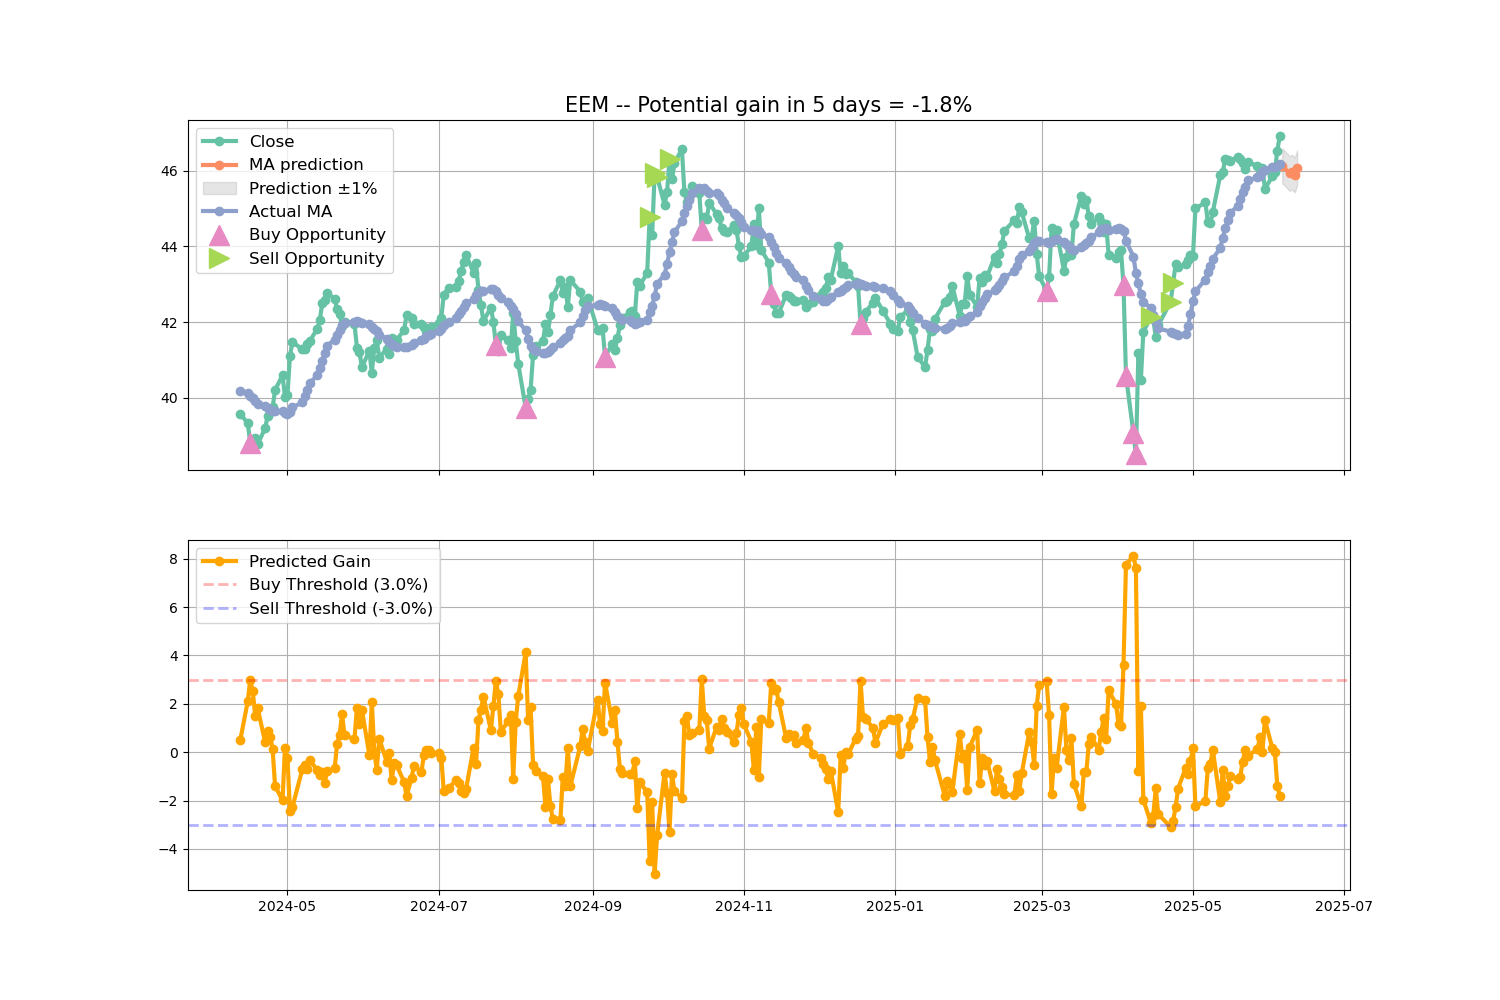 EEM -- Potential gain in 5 days = -1.8%
Close
MA prediction
Prediction ±1%
Actual MA
Buy Opportunity
Sell Opportunity
46
44
42
40
Predicted Gain
Buy Threshold (3.0%)
Sell Threshold (-3.0%)
8
6
4
2
0
−2
−4
2024-05 2024-07 2024-09 2024-11 2025-01 2025-03 2025-05 2025-07